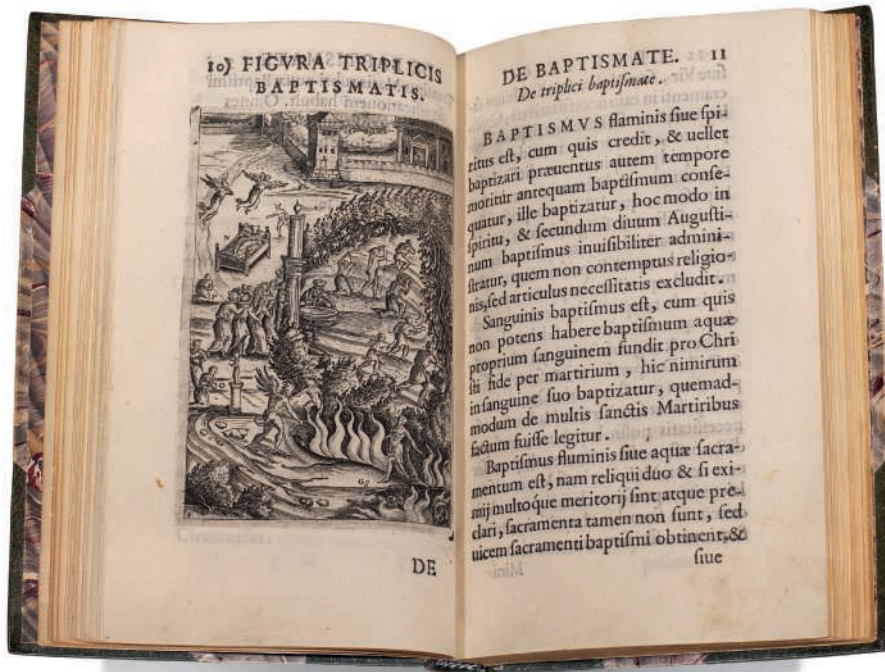 10) FIGVRA TRIPLICIS
BAPTISMATIS.
DE
DE BAPTISMATE. 11
De triplici baptiſmate.
BAPTISMVS flaminis ſiue ſpi-
ritus est, cum quis credit, & uellet
baptizari præuentus autem tempore
moritur antequam baptiſmum conſe-
quatur, ille baptizatur, hoc modo in
ſpiritu, & ſecundum diuum Auguſti-
num baptiſmus inuiſibiliter admini-
ſtratur, quem non contemptus religio-
nis, ſed articulus neceſſitatis excludit.
Sanguinis baptiſmus eſt, cum quis
non potens habere baptiſmum aquæ
proprium ſanguinem fundit pro Chri
ſti fide per martirium, hic nimirum
in ſanguine ſuo baptizatur, quemad-
modum de multis ſanctis Martiribus
factum fuiſſe legitur.
Baptiſmus fluminis ſiue aquæ ſacra-
mentum eſt, nam reliqui duo & ſi exi-
mij multoque meritorij ſint atque præ-
clari, ſacramenta tamen non ſunt, ſed
uicem ſacramenti baptiſmi obtinent, &
ſiue